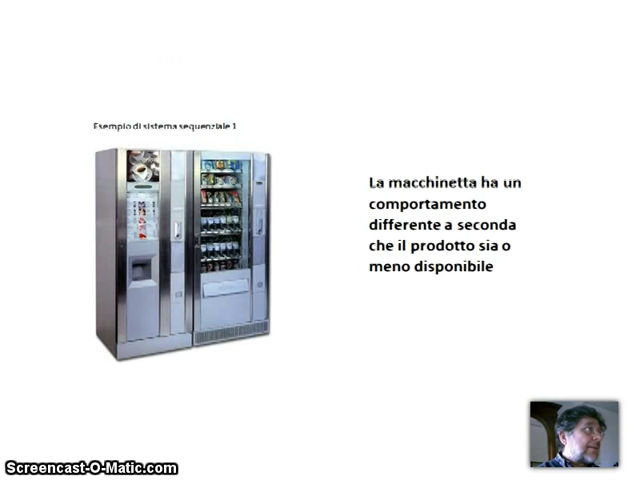 Esempio di sistema sequenziale 1
La macchinetta ha un
comportamento
differente a seconda
che il prodotto sia o
meno disponibile
Screencast-O-Matic.com